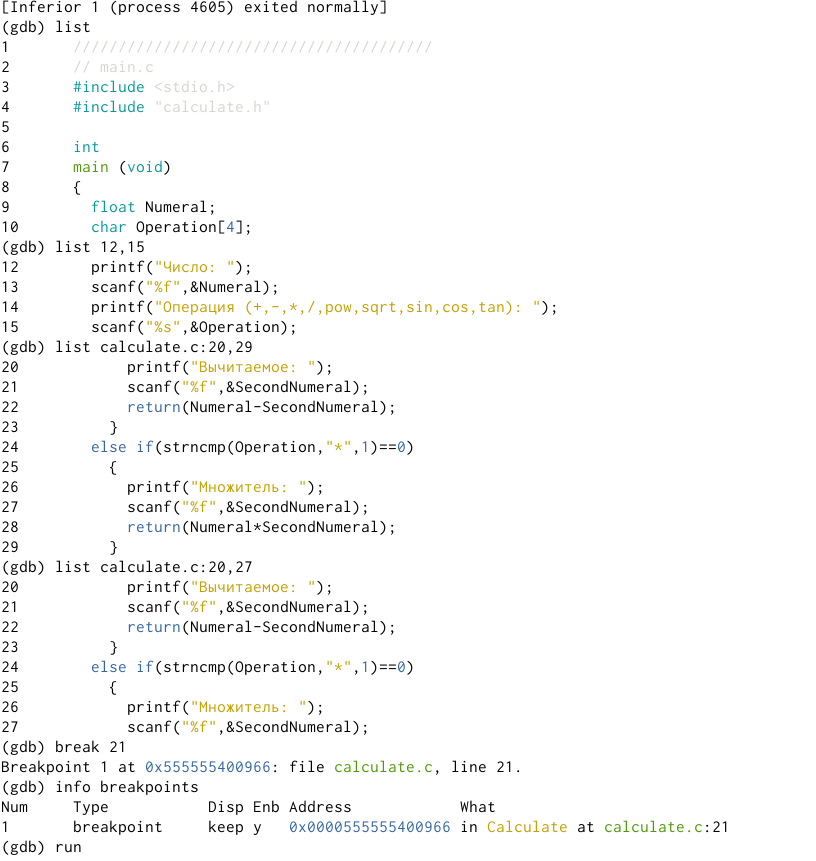 [Inferior 1 (process 4605) exited normally]
(gdb) list
1       ////////////////////////////////////////
2       // main.c
3       #include <stdio.h>
4       #include "calculate.h"
5
6       int
7       main (void)
8       {
9         float Numeral;
10        char Operation[4];
(gdb) list 12,15
12        printf("Число: ");
13        scanf("%f",&Numeral);
14        printf("Операция (+,-,*,/,pow,sqrt,sin,cos,tan): ");
15        scanf("%s",&Operation);
(gdb) list calculate.c:20,29
20            printf("Вычитаемое: ");
21            scanf("%f",&SecondNumeral);
22            return(Numeral-SecondNumeral);
23          }
24        else if(strncmp(Operation,"*",1)==0)
25          {
26            printf("Множитель: ");
27            scanf("%f",&SecondNumeral);
28            return(Numeral*SecondNumeral);
29          }
(gdb) list calculate.c:20,27
20            printf("Вычитаемое: ");
21            scanf("%f",&SecondNumeral);
22            return(Numeral-SecondNumeral);
23          }
24        else if(strncmp(Operation,"*",1)==0)
25          {
26            printf("Множитель: ");
27            scanf("%f",&SecondNumeral);
(gdb) break 21
Breakpoint 1 at 0x555555400966: file calculate.c, line 21.
(gdb) info breakpoints
Num     Type           Disp Enb Address            What
1       breakpoint     keep y   0x0000555555400966 in Calculate at calculate.c:21
(gdb) run